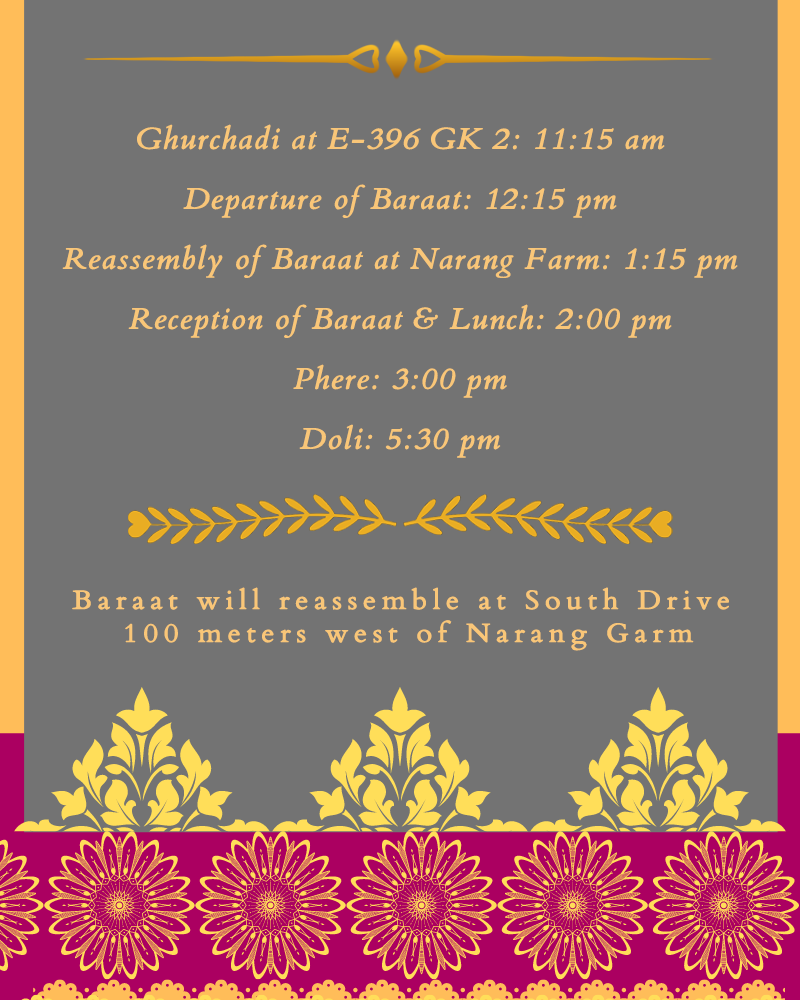 Ghurchadi at E-396 GK 2: 11:15 am
Departure of Baraat: 12:15 pm
Reassembly of Baraat at Narang Farm: 1:15 pm
Reception of Baraat & Lunch: 2:00 pm
Phere: 3:00 pm
Doli: 5:30 pm
Baraat will reassemble at South Drive
100 meters west of Narang Garm